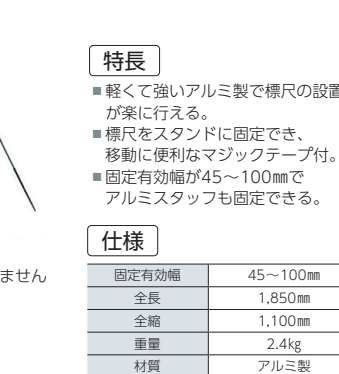 特長
■軽くて強いアルミ製で標尺の設置
が楽に行える。
■標尺をスタンドに固定でき、
移動に便利なマジックテープ付。
■固定有効幅が45～100㎜で
アルミスタッフも固定できる。
ません
仕様
固定有効幅 45～100㎜
全長 1,850㎜
全縮 1,100㎜
重量 2.4㎏
材質 アルミ製